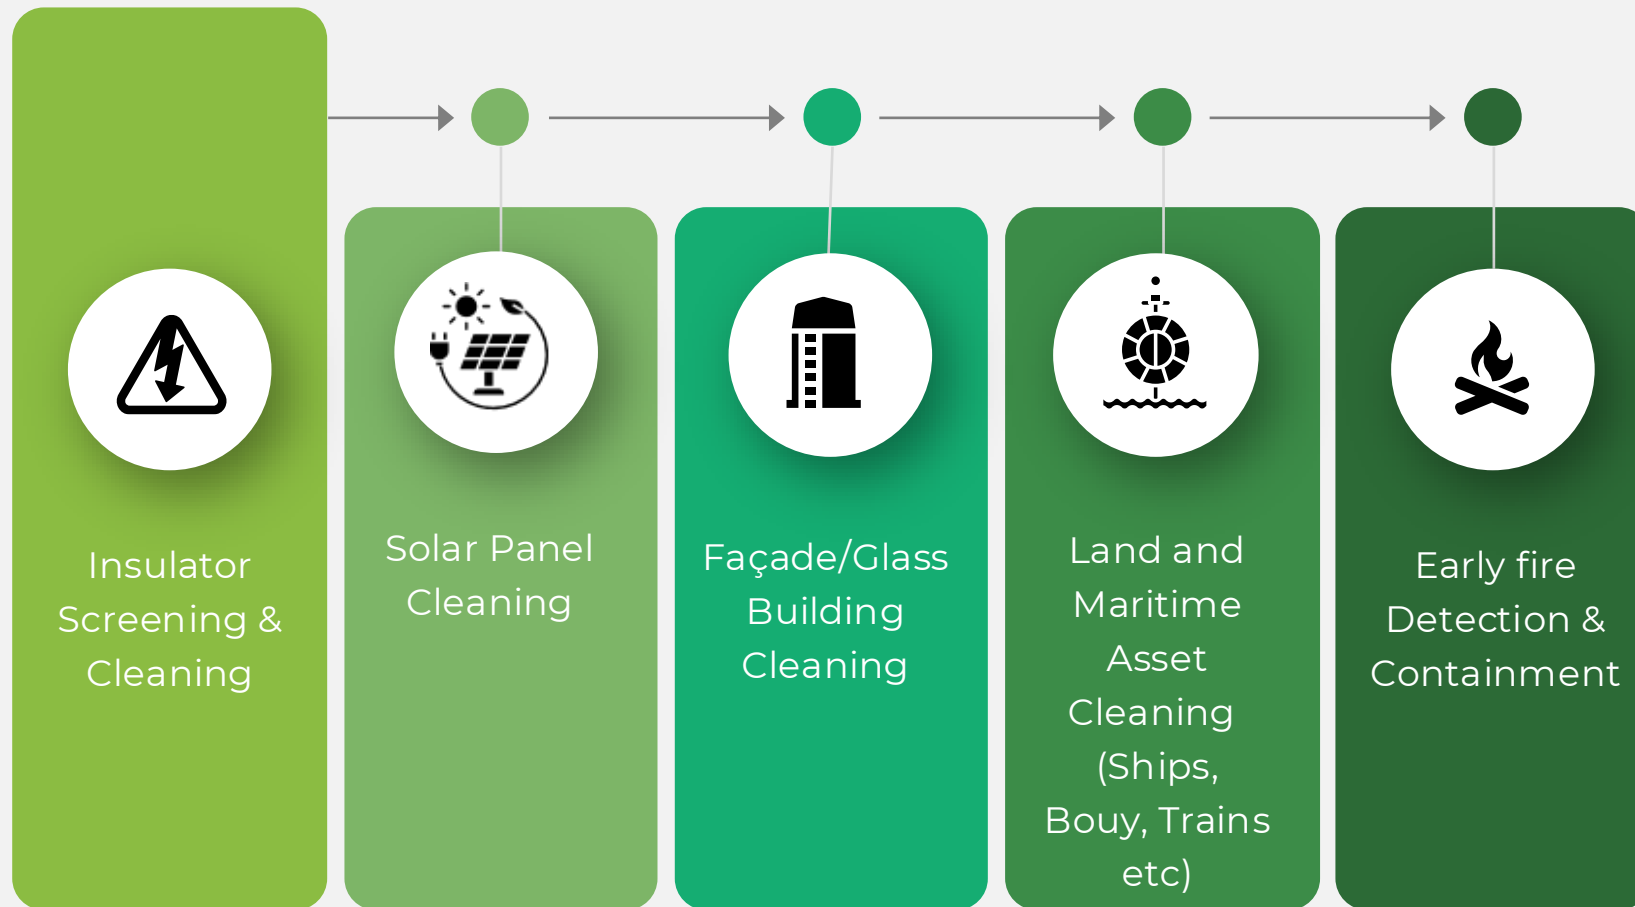 Insulator
Screening &
Cleaning
Solar Panel
Cleaning
Façade/Glass
Building
Cleaning
Land and
Maritime
Asset
Cleaning
(Ships,
Bouy, Trains
etc)
Early fire
Detection &
Containment